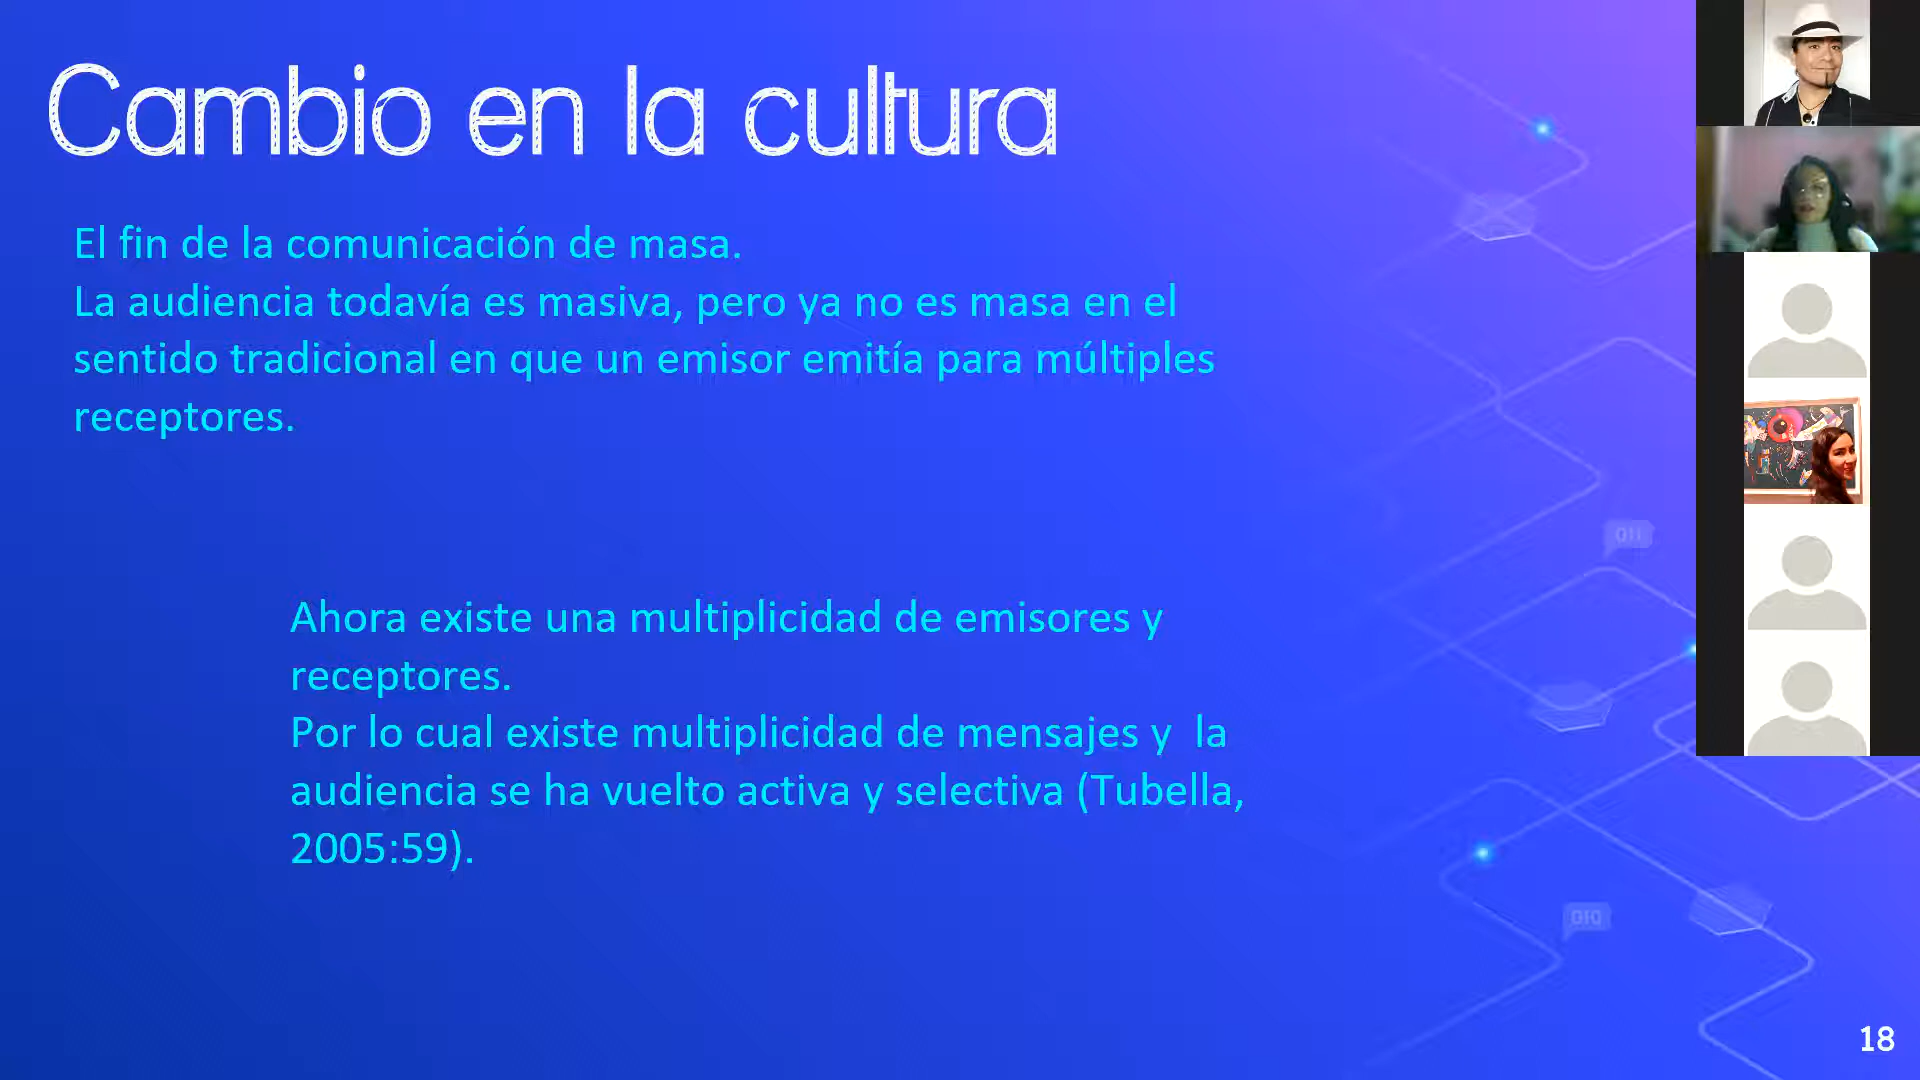 Cambio en la cultura
El fin de la comunicación de masa.
La audiencia todavía es masiva, pero ya no es masa en el
sentido tradicional en que un emisor emitía para múltiples
receptores.
Ahora existe una multiplicidad de emisores y
receptores.
Por lo cual existe multiplicidad de mensajes y  la
audiencia se ha vuelto activa y selectiva (Tubella,
2005:59).
011
010
18